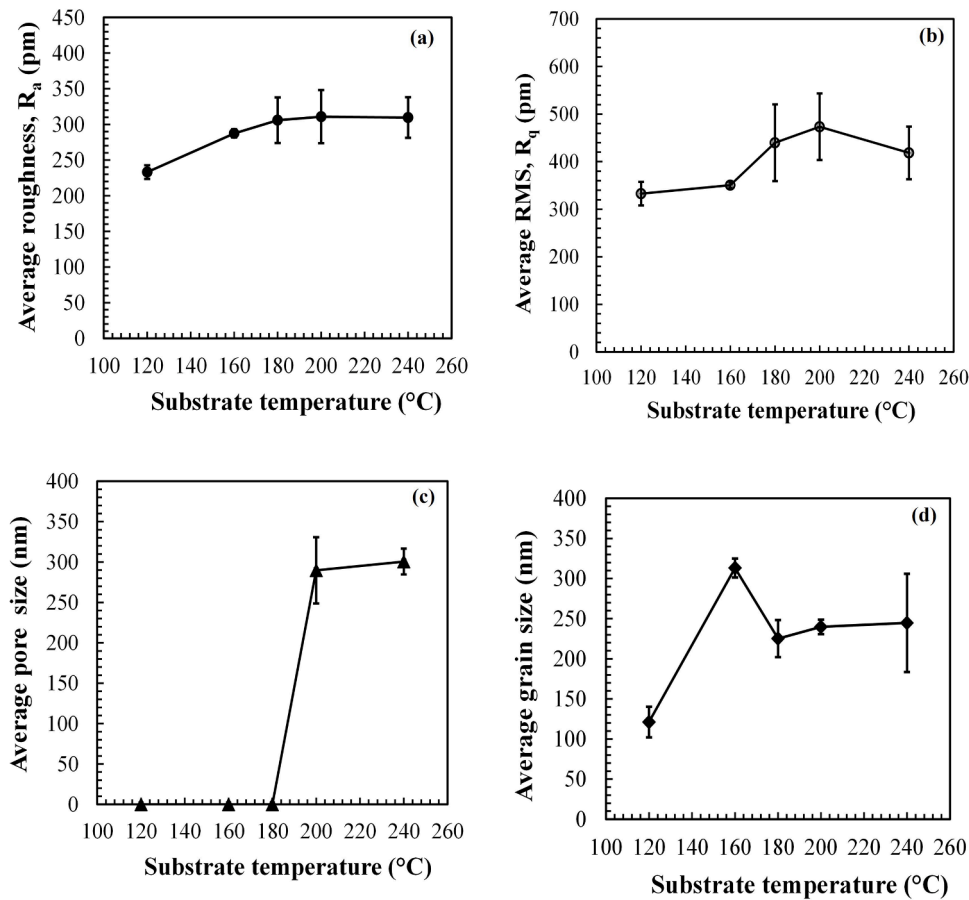 (a)
Average roughness, Ra (pm)
450
400
350
300
250
200
150
100
50
0
100 120 140 160 180 200 220 240 260
Substrate temperature (°C)
(b)
Average RMS, Rq (pm)
700
600
500
400
300
200
100
0
100 120 140 160 180 200 220 240 260
Substrate temperature (°C)
(c)
Average pore size (nm)
400
350
300
250
200
150
100
50
0
100 120 140 160 180 200 220 240 260
Substrate temperature (°C)
(d)
Average grain size (nm)
400
350
300
250
200
150
100
50
0
100 120 140 160 180 200 220 240 260
Substrate temperature (°C)